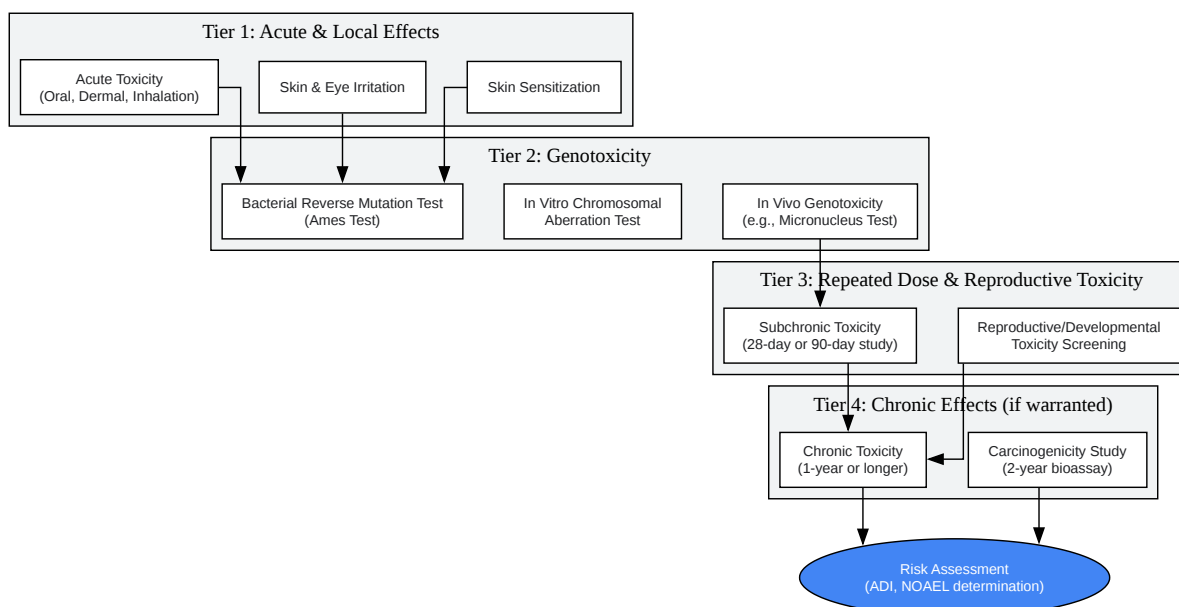 Tier 1: Acute & Local Effects
Acute Toxicity
(Oral, Dermal, Inhalation)
Skin & Eye Irritation
Skin Sensitization
Tier 2: Genotoxicity
Bacterial Reverse Mutation Test
(Ames Test)
In Vitro Chromosomal
Aberration Test
In Vivo Genotoxicity
(e.g., Micronucleus Test)
Tier 3: Repeated Dose & Reproductive Toxicity
Subchronic Toxicity
(28-day or 90-day study)
Reproductive/Developmental
Toxicity Screening
Tier 4: Chronic Effects (if warranted)
Chronic Toxicity
(1-year or longer)
Carcinogenicity Study
(2-year bioassay)
Risk Assessment
(ADI, NOAEL determination)